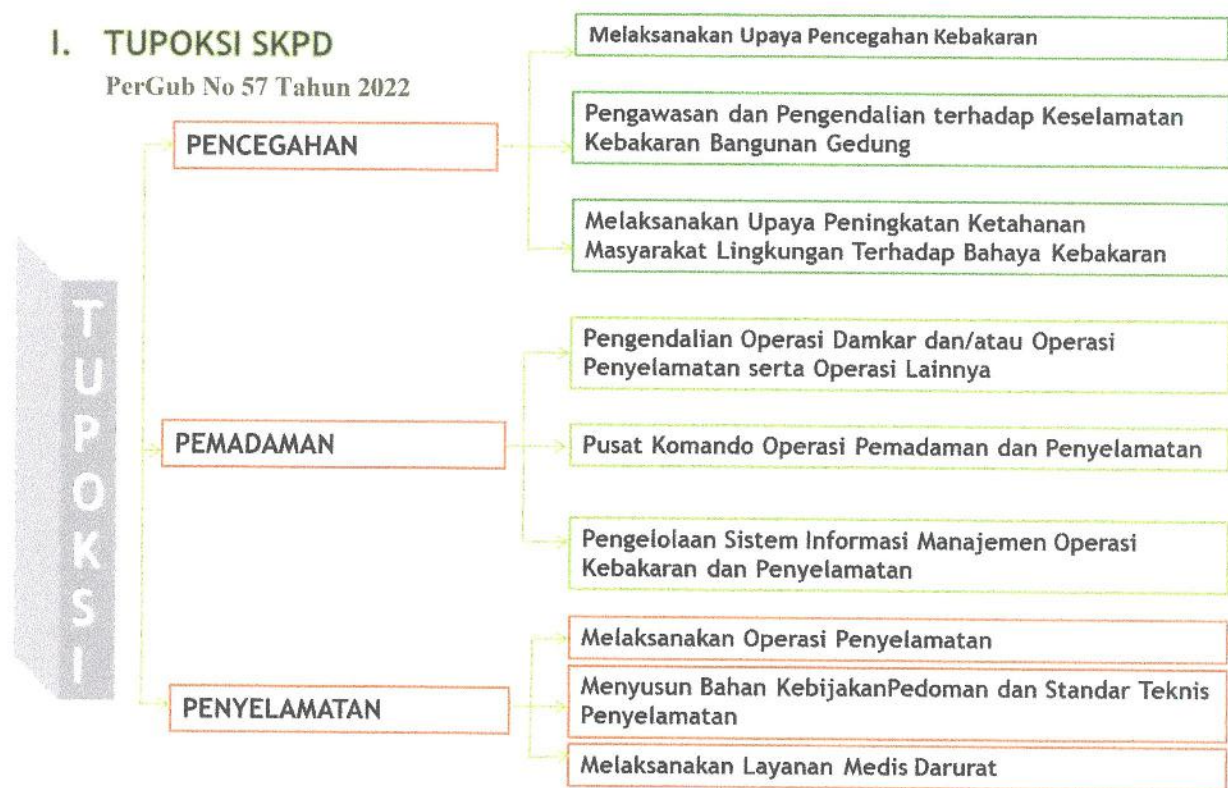 I. TUPOKSI SKPD
PerGub No 57 Tahun 2022
TUPOKSI
PENCEGAHAN
Melaksanakan Upaya Pencegahan Kebakaran
Pengawasan dan Pengendalian terhadap Keselamatan
Kebakaran Bangunan Gedung
Melaksanakan Upaya Peningkatan Ketahanan
Masyarakat Lingkungan Terhadap Bahaya Kebakaran
PEMADAMAN
Pengendalian Operasi Damkar dan/atau Operasi
Penyelamatan serta Operasi Lainnya
Pusat Komando Operasi Pemadaman dan Penyelamatan
Pengelolaan Sistem Informasi Manajemen Operasi
Kebakaran dan Penyelamatan
PENYELAMATAN
Melaksanakan Operasi Penyelamatan
Menyusun Bahan KebijakanPedoman dan Standar Teknis
Penyelamatan
Melaksanakan Layanan Medis Darurat